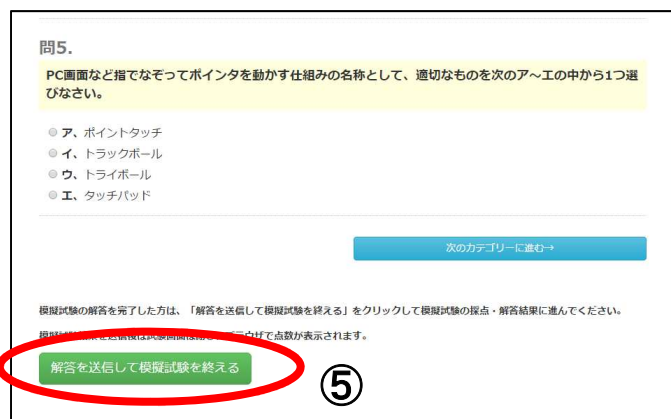 問5.
PC画面など指でなぞってポインタを動かす仕組みの名称として、適切なものを次のア～エの中から1つ選
びなさい。
ア、ポイントタッチ
イ、トラックボール
ウ、トライボール
エ、タッチパッド
次のカテゴリーに進む→
模擬試験の解答を完了した方は、「解答を送信して模擬試験を終える」をクリックして模擬試験の採点・解答結果に進んでください。
ブラウザで点数が表示されます。
解答を送信して模擬試験を終える
⑤